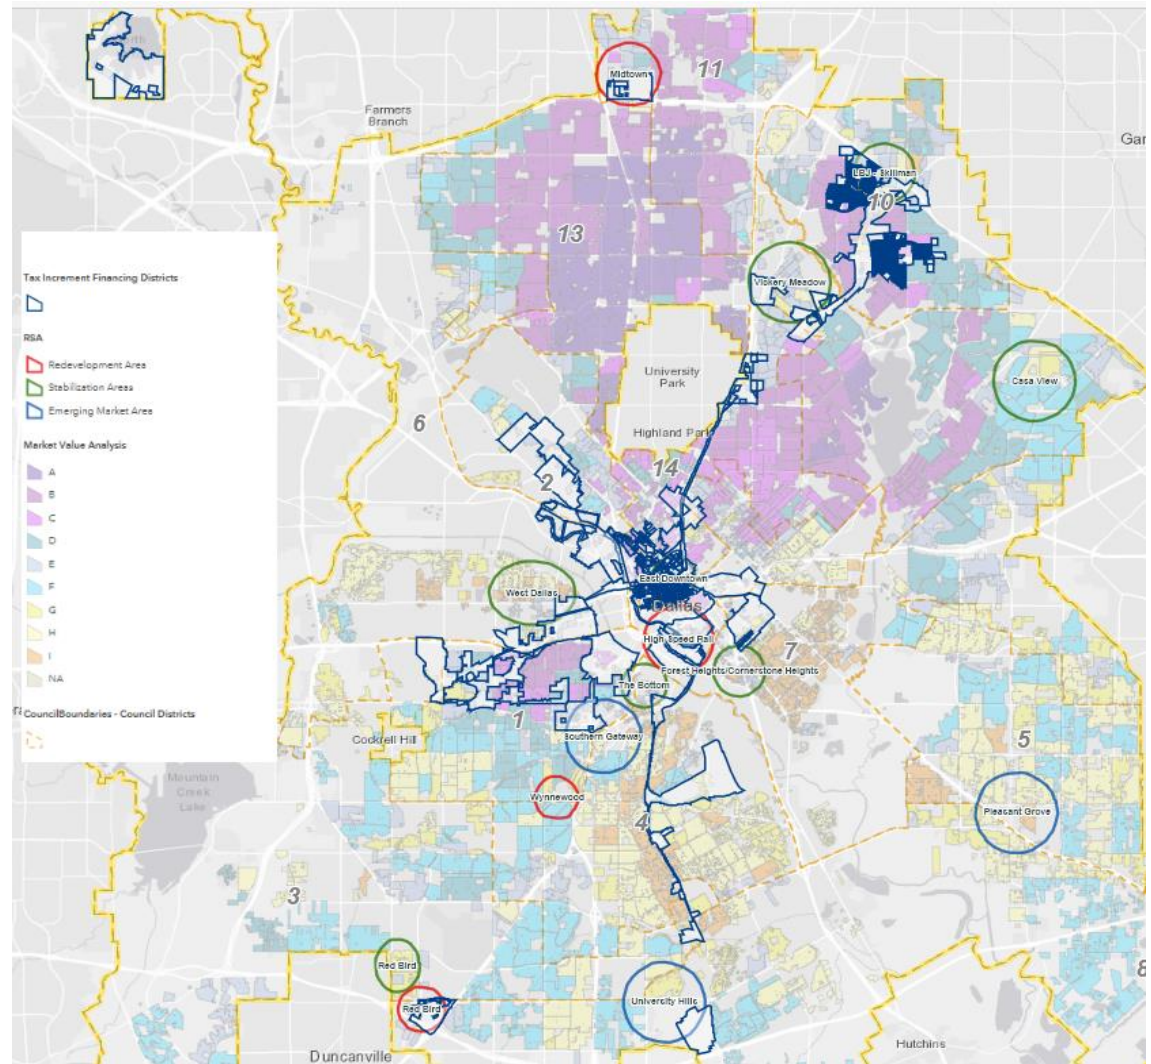 Midtown
11
Farmers
Branch
Gar
LBJ - Skillman
10
13
Vickery Meadow
Tax Increment Financing Districts
RSA
Redevelopment Area
Stabilization Areas
Emerging Market Area
Market Value Analysis
A
B
C
D
E
F
G
H
I
NA
CouncilBoundaries - Council Districts
University
Park
Casa View
6
Highland Park
14
2
East Downtown
West Dallas
Dallas
High Speed Rail
7
Forest Heights/Cornerstone Heights
The Bottom
1
Southern Gateway
Cockrell Hill
5
Mountain
Creek
Lake
Wynnewood
Pleasant Grove
4
3
Red Bird
8
University Hills
Red Bird
Hutchins
Duncanville